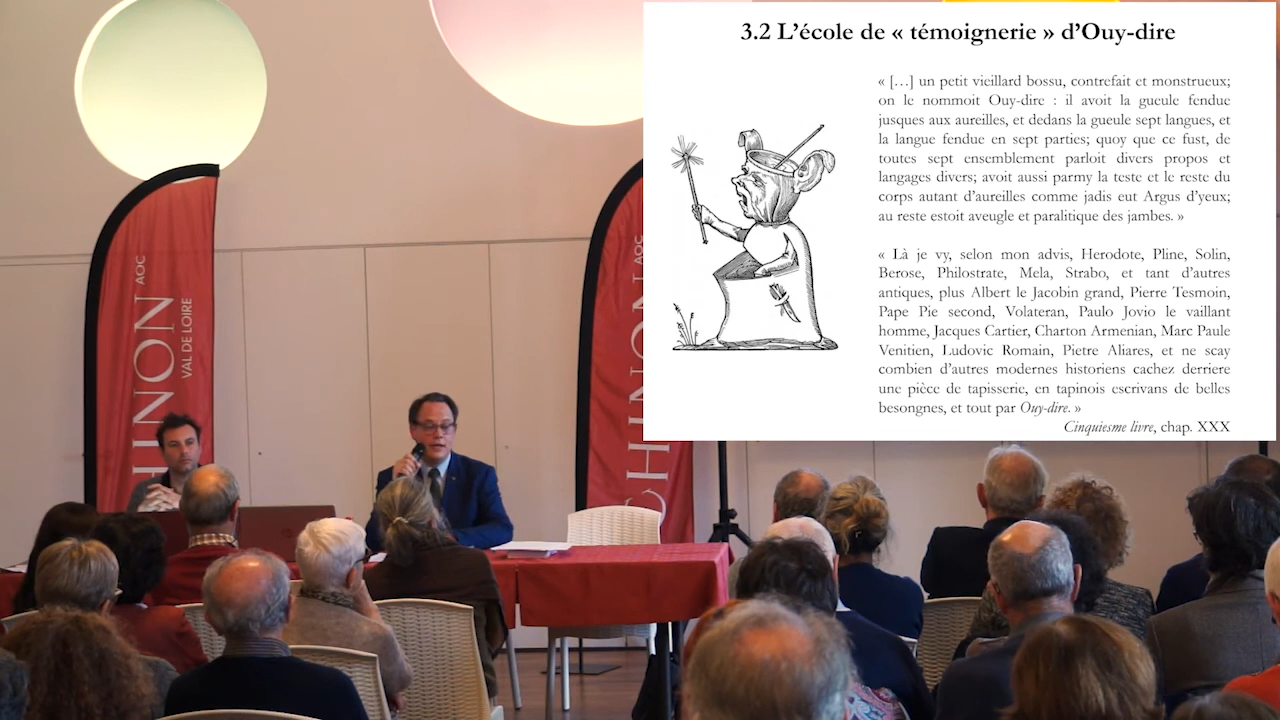 3.2 L'école de « témoignerie » d'Ouy-dire
« […] un petit vieillard bossu, contrefait et monstrueux;
on le nommoit Ouy-dire : il avoit la gueule fendue
jusques aux aureilles, et dedans la gueule sept langues, et
la langue fendue en sept parties; quoy que ce fust, de
toutes sept ensemblement parloit divers propos et
langages divers; avoit aussi parmy la teste et le reste du
corps autant d'aureilles comme jadis eut Argus d'yeux;
au reste estoit aveugle et paralitique des jambes. »
« Là je vy, selon mon advis, Herodote, Pline, Solin,
Berose, Philostrate, Mela, Strabo, et tant d'autres
antiques, plus Albert le Jacobin grand, Pierre Tesmoin,
Pape Pie second, Volateran, Paulo Jovio le vaillant
homme, Jacques Cartier, Charton Armenian, Marc Paule
Venitien, Ludovic Romain, Pietre Aliares, et ne scay
combien d'autres modernes historiens cachez derriere
une pièce de tapisserie, en tapinois escrivans de belles
besongnes, et tout par Ouy-dire. »
Cinquiesme livre, chap. XXX
HINON
AOC
VAL DE LOIRE
CHINON
AOC